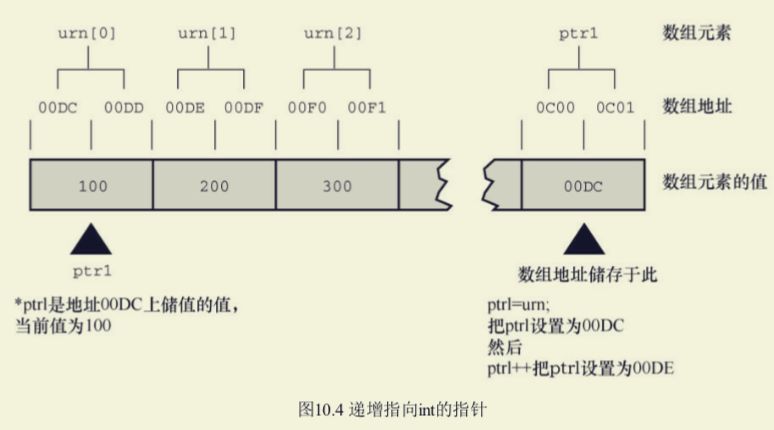 urn[0] urn[1] urn[2] ptr1 数组元素
00DC 00DD 00DE 00DF 00F0 00F1 0C00 0C01 数组地址
100 200 300 00DC 数组元素的值
ptr1
数组地址储存于此
*ptrl是地址00DC上储值的值，
当前值为100
ptrl=urn;
把ptrl设置为00DC
然后
ptrl++把ptrl设置为00DE
图10.4 递增指向int的指针